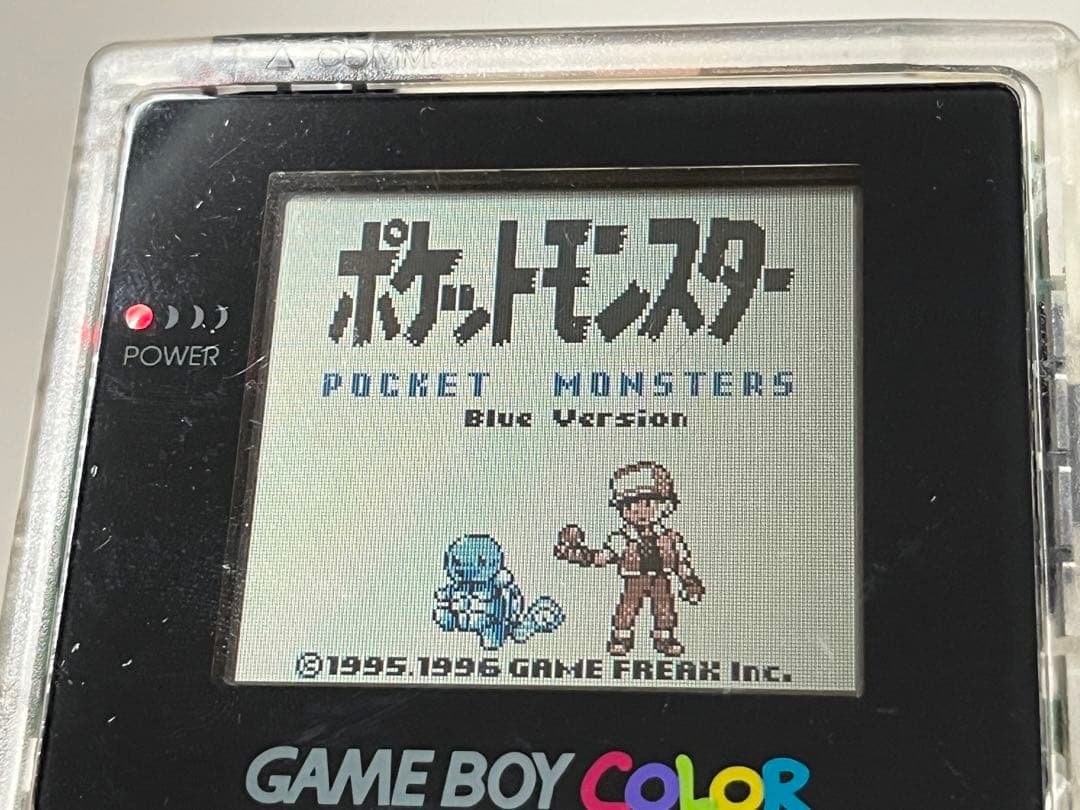 △ COMM.
POWER
ポケットモンスター
POCKET MONSTERS
Blue Version
©1995,1996 GAME FREAK Inc.
GAME BOY COLOR